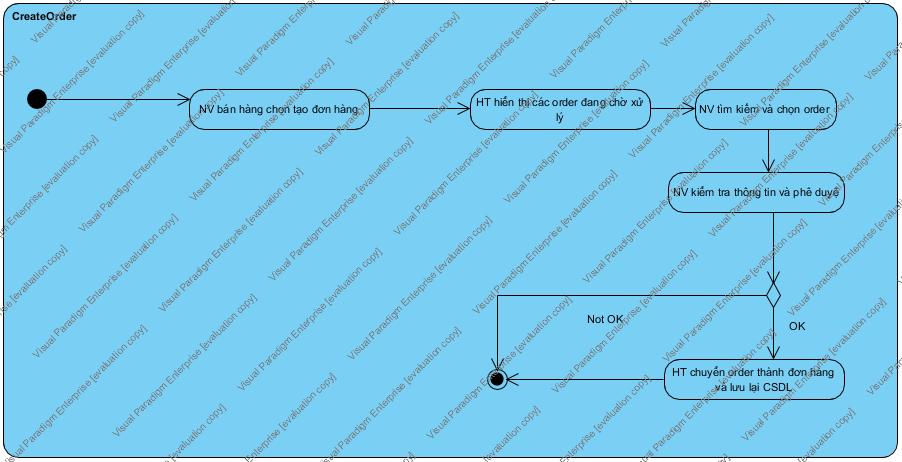 CreateOrder
NV bán hàng chọn tạo đơn hàng
HT hiển thị các order đang chờ xử
lý
NV tìm kiếm và chọn order
NV kiểm tra thông tin và phê duyệt
Not OK
OK
HT chuyển order thành đơn hàng
và lưu lại CSDL
Visual Paradigm Enterprise [evaluation copy]